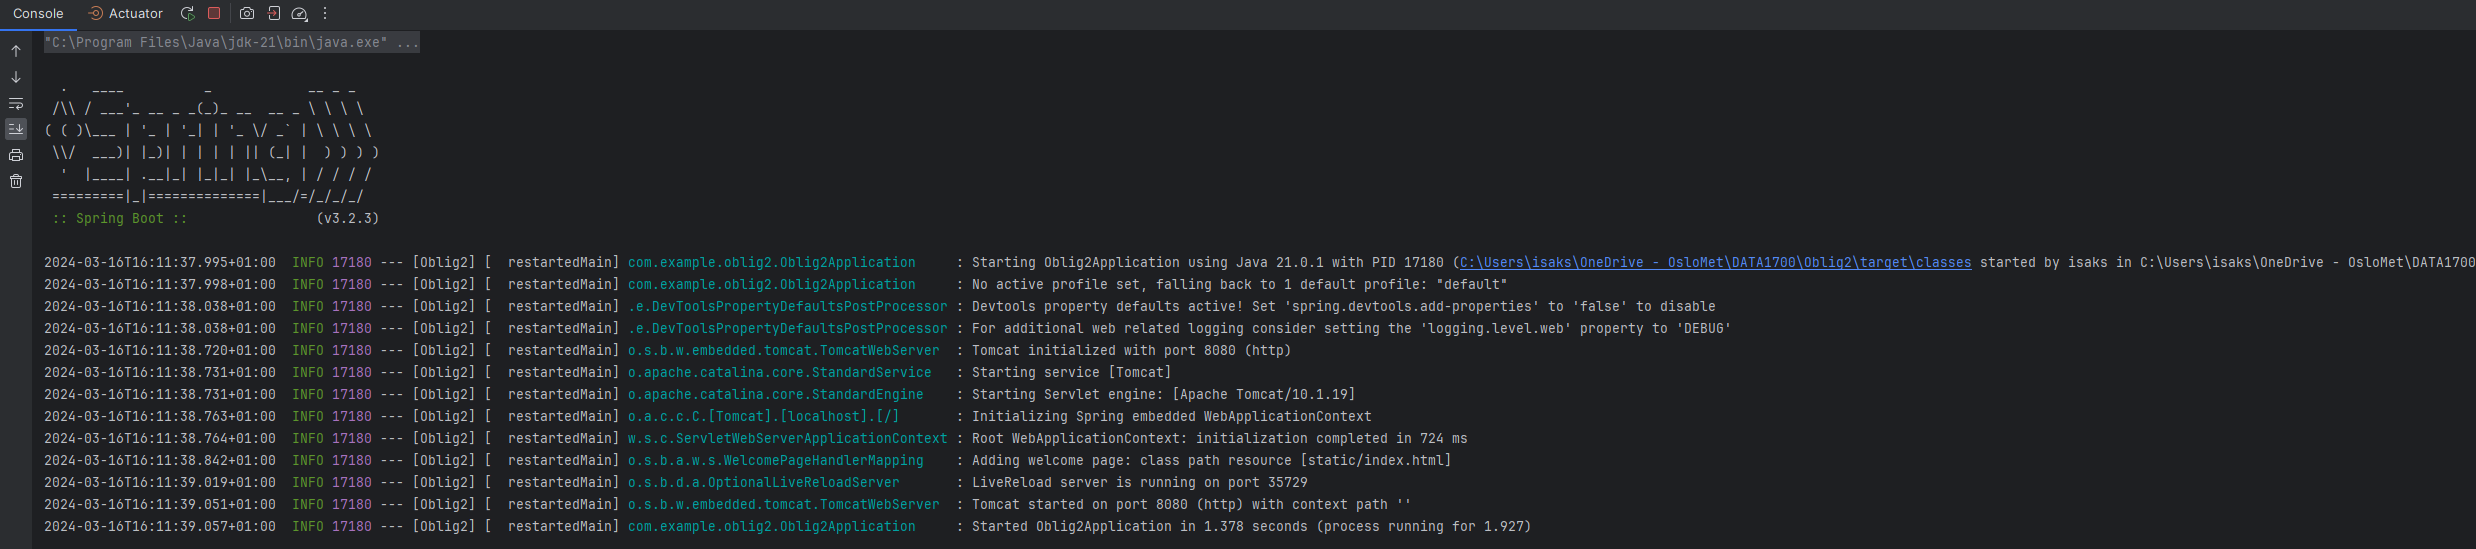 Console Actuator
"C:\Program Files\Java\jdk-21\bin\java.exe" ...
  .   ____          _            __ _ _
 /\\ / ___'_ __ _ _(_)_ __  __ _ \ \ \ \
( ( )\___ | '_ | '_| | '_ \/ _` | \ \ \ \
 \\/  ___)| |_)| | | | | || (_| |  ) ) ) )
  '  |____| .__|_| |_|_| |_\__, | / / / /
 =========|_|==============|___/=/_/_/_/
 :: Spring Boot ::                (v3.2.3)
2024-03-16T16:11:37.995+01:00  INFO 17180 --- [Oblig2] [  restartedMain] com.example.oblig2.Oblig2Application     : Starting Oblig2Application using Java 21.0.1 with PID 17180 (C:\Users\isaks\OneDrive - OsloMet\DATA1700\Oblig2\target\classes started by isaks in C:\Users\isaks\OneDrive - OsloMet\DATA1700
2024-03-16T16:11:37.998+01:00  INFO 17180 --- [Oblig2] [  restartedMain] com.example.oblig2.Oblig2Application     : No active profile set, falling back to 1 default profile: "default"
2024-03-16T16:11:38.038+01:00  INFO 17180 --- [Oblig2] [  restartedMain] .e.DevToolsPropertyDefaultsPostProcessor : Devtools property defaults active! Set 'spring.devtools.add-properties' to 'false' to disable
2024-03-16T16:11:38.038+01:00  INFO 17180 --- [Oblig2] [  restartedMain] .e.DevToolsPropertyDefaultsPostProcessor : For additional web related logging consider setting the 'logging.level.web' property to 'DEBUG'
2024-03-16T16:11:38.720+01:00  INFO 17180 --- [Oblig2] [  restartedMain] o.s.b.w.embedded.tomcat.TomcatWebServer  : Tomcat initialized with port 8080 (http)
2024-03-16T16:11:38.731+01:00  INFO 17180 --- [Oblig2] [  restartedMain] o.apache.catalina.core.StandardService   : Starting service [Tomcat]
2024-03-16T16:11:38.731+01:00  INFO 17180 --- [Oblig2] [  restartedMain] o.apache.catalina.core.StandardEngine    : Starting Servlet engine: [Apache Tomcat/10.1.19]
2024-03-16T16:11:38.763+01:00  INFO 17180 --- [Oblig2] [  restartedMain] o.a.c.c.C.[Tomcat].[localhost].[/]       : Initializing Spring embedded WebApplicationContext
2024-03-16T16:11:38.764+01:00  INFO 17180 --- [Oblig2] [  restartedMain] w.s.c.ServletWebServerApplicationContext : Root WebApplicationContext: initialization completed in 724 ms
2024-03-16T16:11:38.842+01:00  INFO 17180 --- [Oblig2] [  restartedMain] o.s.b.a.w.s.WelcomePageHandlerMapping    : Adding welcome page: class path resource [static/index.html]
2024-03-16T16:11:39.019+01:00  INFO 17180 --- [Oblig2] [  restartedMain] o.s.b.d.a.OptionalLiveReloadServer       : LiveReload server is running on port 35729
2024-03-16T16:11:39.051+01:00  INFO 17180 --- [Oblig2] [  restartedMain] o.s.b.w.embedded.tomcat.TomcatWebServer  : Tomcat started on port 8080 (http) with context path ''
2024-03-16T16:11:39.057+01:00  INFO 17180 --- [Oblig2] [  restartedMain] com.example.oblig2.Oblig2Application     : Started Oblig2Application in 1.378 seconds (process running for 1.927)